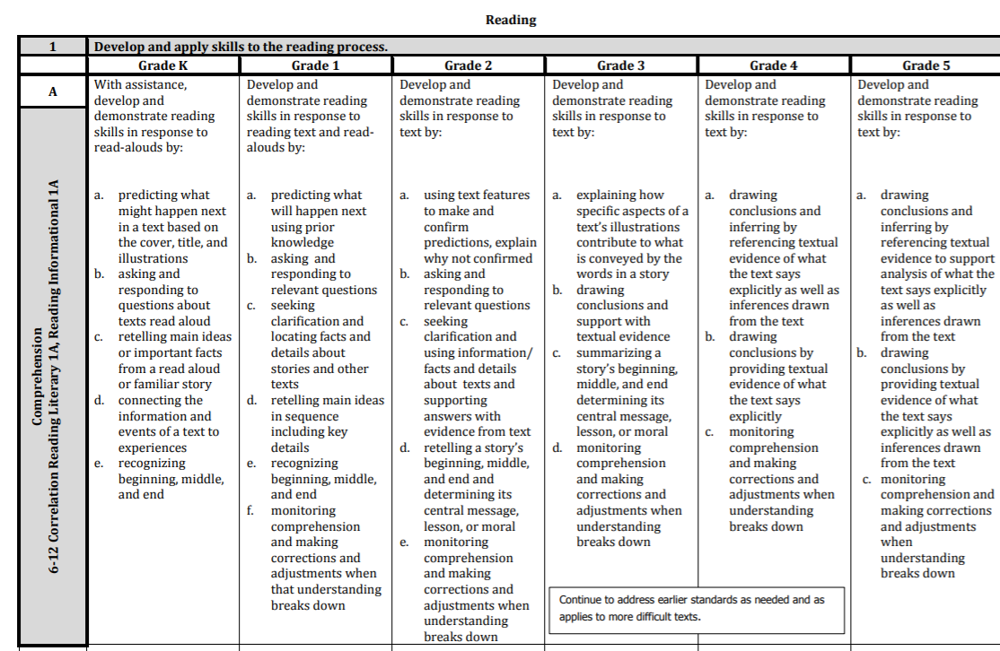 Reading
1 Develop and apply skills to the reading process.
Grade K Grade 1 Grade 2 Grade 3 Grade 4 Grade 5
A
Comprehension
6-12 Correlation Reading Literary 1A, Reading Informational 1A
With assistance,
develop and
demonstrate reading
skills in response to
read-alouds by:
a. predicting what
might happen next
in a text based on
the cover, title, and
illustrations
b. asking and
responding to
questions about
texts read aloud
c. retelling main ideas
or important facts
from a read aloud
or familiar story
d. connecting the
information and
events of a text to
experiences
e. recognizing
beginning, middle,
and end
Develop and
demonstrate reading
skills in response to
reading text and read-
alouds by:
a. predicting what
will happen next
using prior
knowledge
b. asking and
responding to
relevant questions
c. seeking
clarification and
locating facts and
details about
stories and other
texts
d. retelling main ideas
in sequence
including key
details
e. recognizing
beginning, middle,
and end
f. monitoring
comprehension
and making
corrections and
adjustments when
that understanding
breaks down
Develop and
demonstrate reading
skills in response to
text by:
a. using text features
to make and
confirm
predictions, explain
why not confirmed
b. asking and
responding to
relevant questions
c. seeking
clarification and
using information/
facts and details
about texts and
supporting
answers with
evidence from text
d. retelling a story's
beginning, middle,
and end and
determining its
central message,
lesson, or moral
e. monitoring
comprehension
and making
corrections and
adjustments when
understanding
breaks down
Develop and
demonstrate reading
skills in response to
text by:
a. explaining how
specific aspects of a
text's illustrations
contribute to what
is conveyed by the
words in a story
b. drawing
conclusions and
support with
textual evidence
c. summarizing a
story's beginning,
middle, and end
determining its
central message,
lesson, or moral
d. monitoring
comprehension
and making
corrections and
adjustments when
understanding
breaks down
Develop and
demonstrate reading
skills in response to
text by:
a. drawing
conclusions and
inferring by
referencing textual
evidence of what
the text says
explicitly as well as
inferences drawn
from the text
b. drawing
conclusions by
providing textual
evidence of what
the text says
explicitly
c. monitoring
comprehension
and making
corrections and
adjustments when
understanding
breaks down
Continue to address earlier standards as needed and as
applies to more difficult texts.
Develop and
demonstrate reading
skills in response to
text by:
a. drawing
conclusions and
inferring by
referencing textual
evidence to support
analysis of what the
text says explicitly
as well as
inferences drawn
from the text
b. drawing
conclusions by
providing textual
evidence of what
the text says
explicitly as well as
inferences drawn
from the text
c. monitoring
comprehension and
making corrections
and adjustments
when
understanding
breaks down